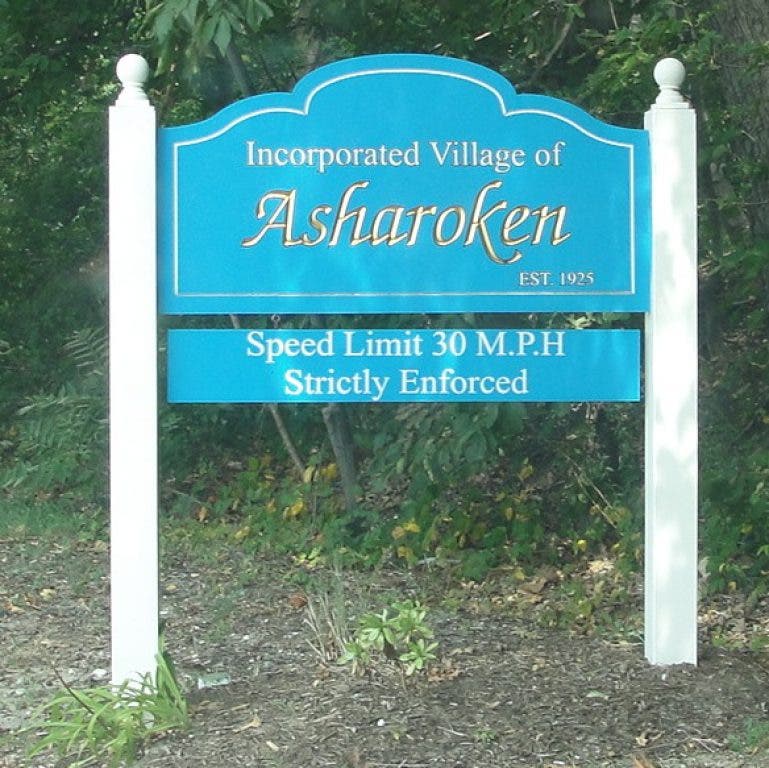 Incorporated Village of
Asharoken
EST. 1925
Speed Limit 30 M.P.H
Strictly Enforced